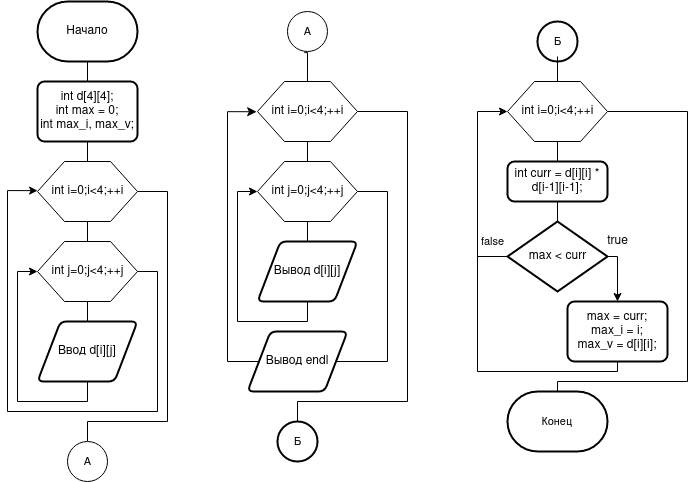 Начало
int d[4][4];
int max = 0;
int max_i, max_v;
int i=0;i<4;++i
int j=0;j<4;++j
Ввод d[i][j]
А
А
int i=0;i<4;++i
int j=0;j<4;++j
Вывод d[i][j]
Вывод endl
Б
Б
int i=0;i<4;++i
int curr = d[i][i] *
d[i-1][i-1];
false
true
max < curr
max = curr;
max_i = i;
max_v = d[i][i];
Конец